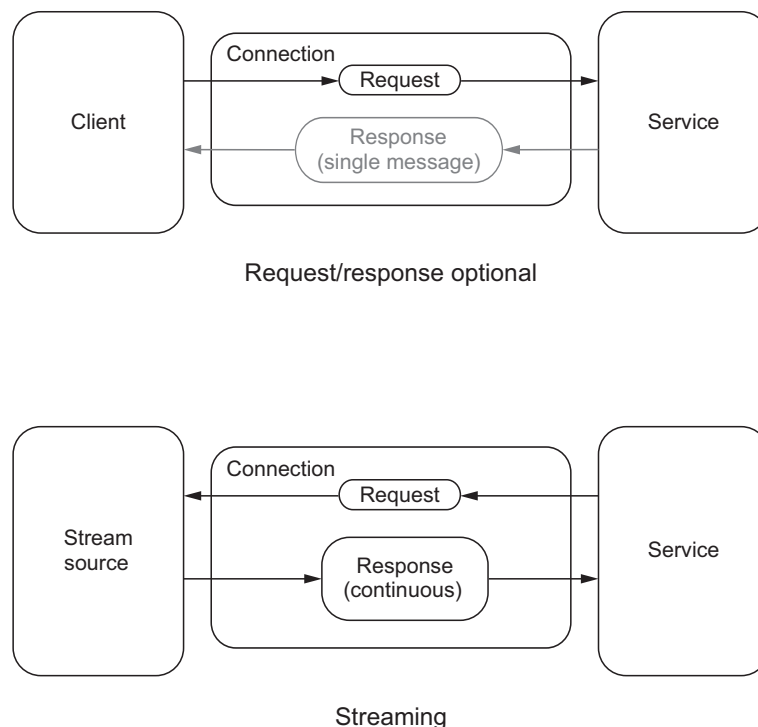 Connection
Request
Client
Response
(single message)
Service
Request/response optional
Connection
Request
Stream
source
Response
(continuous)
Service
Streaming